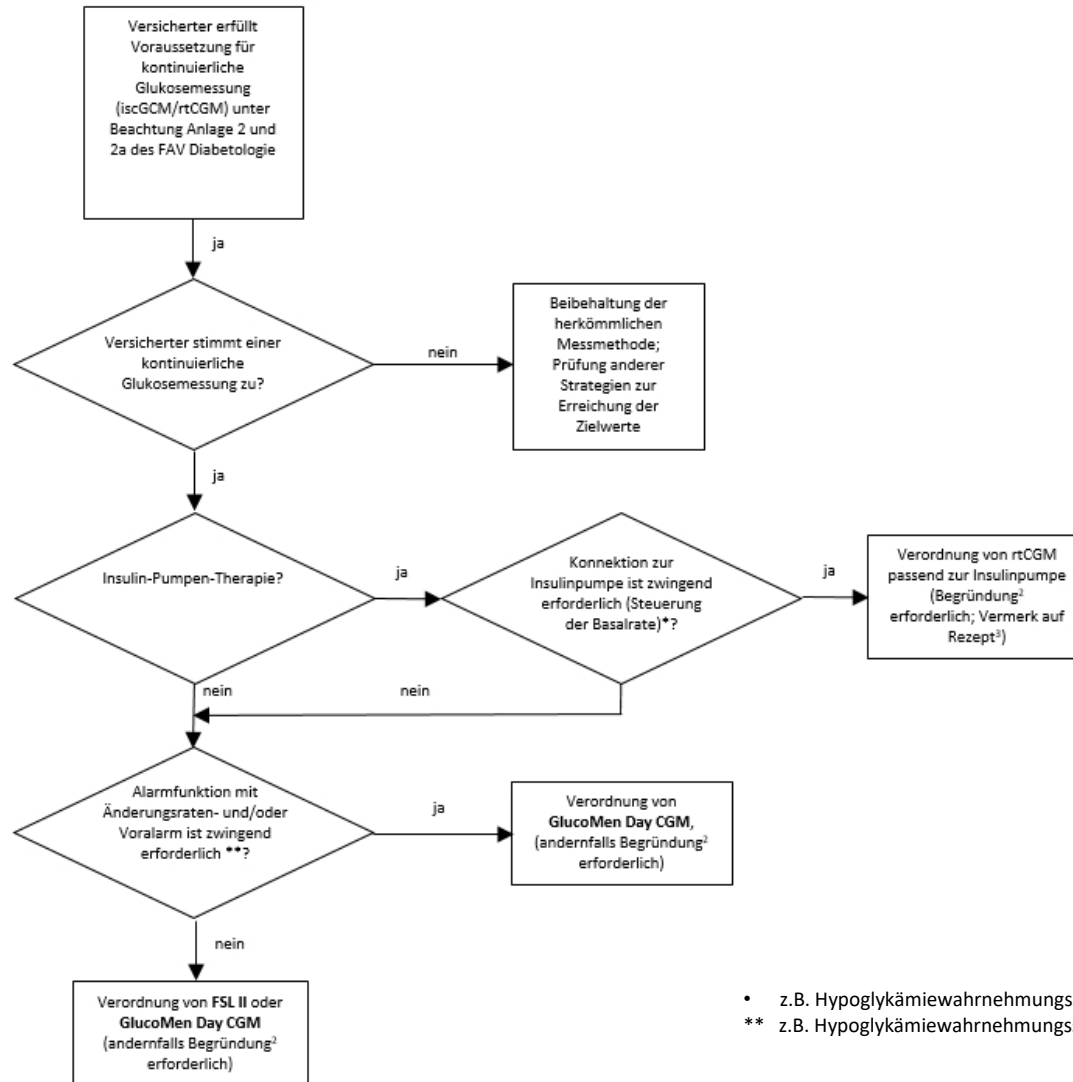 Versicherter erfüllt
Voraussetzung für
kontinuierliche
Glukosemessung
(iscGCM/rtCGM) unter
Beachtung Anlage 2 und
2a des FAV Diabetologie
ja
Versicherter stimmt einer
kontinuierliche
Glukosemessung zu?
nein
Beibehaltung der
herkömmlichen
Messmethode;
Prüfung anderer
Strategien zur
Erreichung der
Zielwerte
ja
Insulin-Pumpen-Therapie?
ja
Konnektion zur
Insulinpumpe ist zwingend
erforderlich (Steuerung
der Basalrate)*?
ja
Verordnung von rtCGM
passend zur Insulinpumpe
(Begründung²
erforderlich; Vermerk auf
Rezept³)
nein
nein
Alarmfunktion mit
Änderungsraten- und/oder
Voralarm ist zwingend
erforderlich **?
ja
Verordnung von
GlucoMen Day CGM,
(andernfalls Begründung²
erforderlich)
nein
Verordnung von FSL II oder
GlucoMen Day CGM
(andernfalls Begründung²
erforderlich)
• z.B. Hypoglykämiewahrnehmungs
** z.B. Hypoglykämiewahrnehmungs